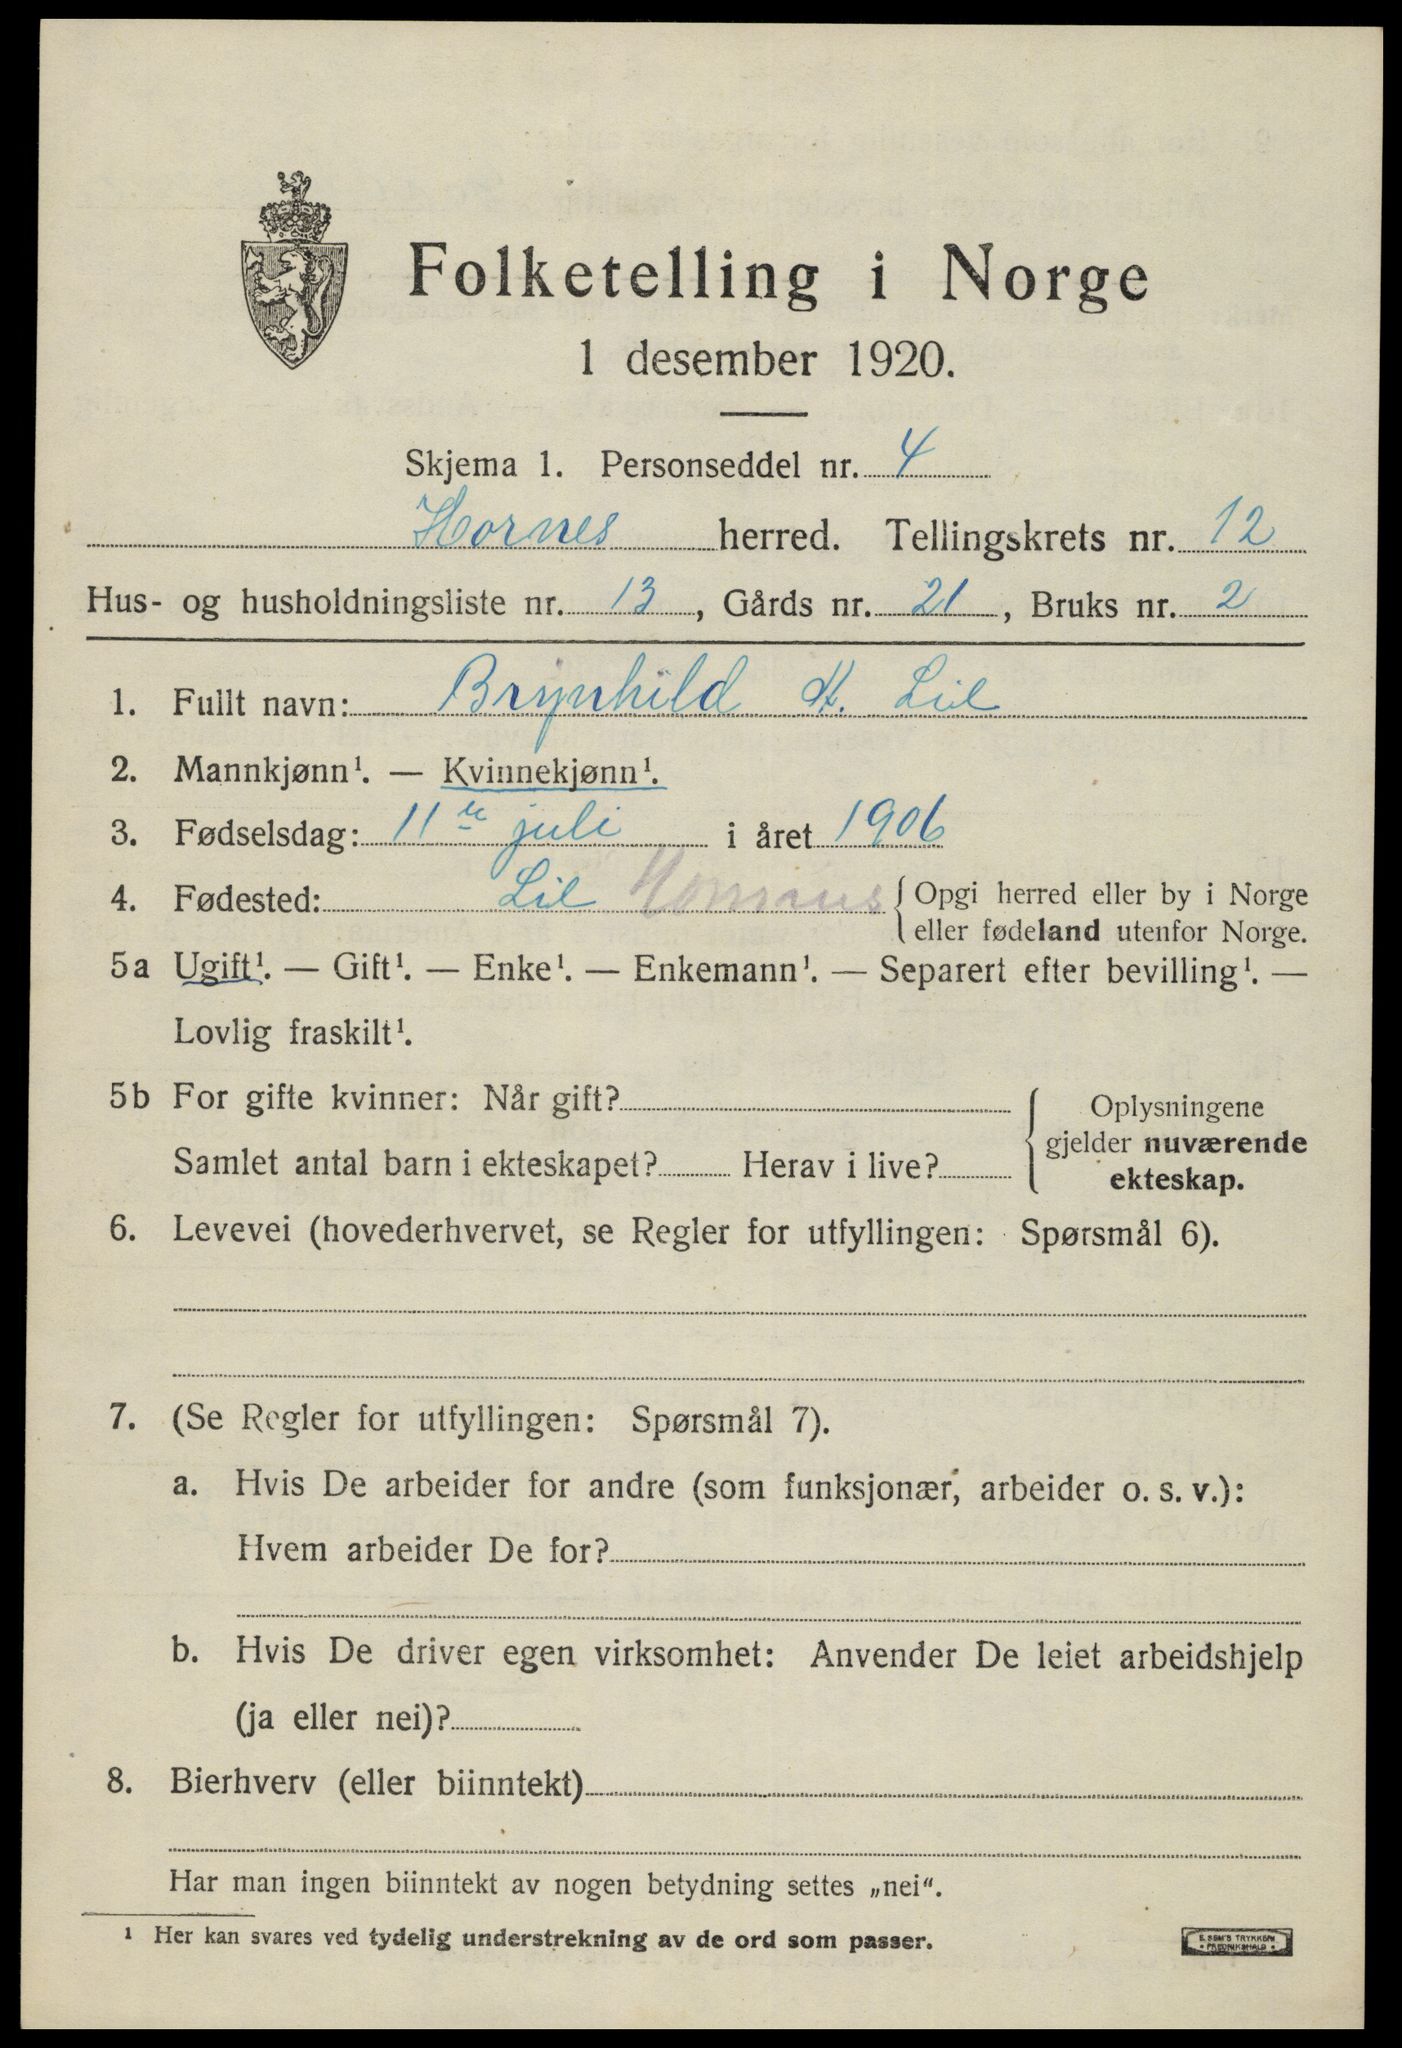 Folketelling i Norge
1 desember 1920.
Skjema 1. Personseddel nr. 4
Hornes herred. Tellingskrets nr. 12
Hus- og husholdningsliste nr. 13, Gårds nr. 21, Bruks nr. 2
1. Fullt navn: Brynhild H. Lil
2. Mannkjønn¹. — Kvinnekjønn¹.
3. Fødselsdag: 11te juli i året 1906
4. Fødested: Lil Opgi herred eller by i Norge
eller fødeland utenfor Norge.
5a Ugift¹. — Gift¹. — Enke¹. — Enkemann¹. — Separert efter bevilling¹. —
Lovlig fraskilt¹.
5b For gifte kvinner: Når gift? Oplysningene
gjelder nuværende
Samlet antal barn i ekteskapet? Herav i live?
ekteskap.
6. Levevei (hovederhvervet, se Regler for utfyllingen: Spørsmål 6).
7. (Se Regler for utfyllingen: Spørsmål 7).
a. Hvis De arbeider for andre (som funksjonær, arbeider o. s. v.):
Hvem arbeider De for?
b. Hvis De driver egen virksomhet: Anvender De leiet arbeidshjelp
(ja eller nei)?
8. Bierhverv (eller biinntekt)
Har man ingen biinntekt av nogen betydning settes „nei“.
¹ Her kan svares ved tydelig understrekning av de ord som passer.
E. SEM'S TRYKKERI
FREDRIKSHALD